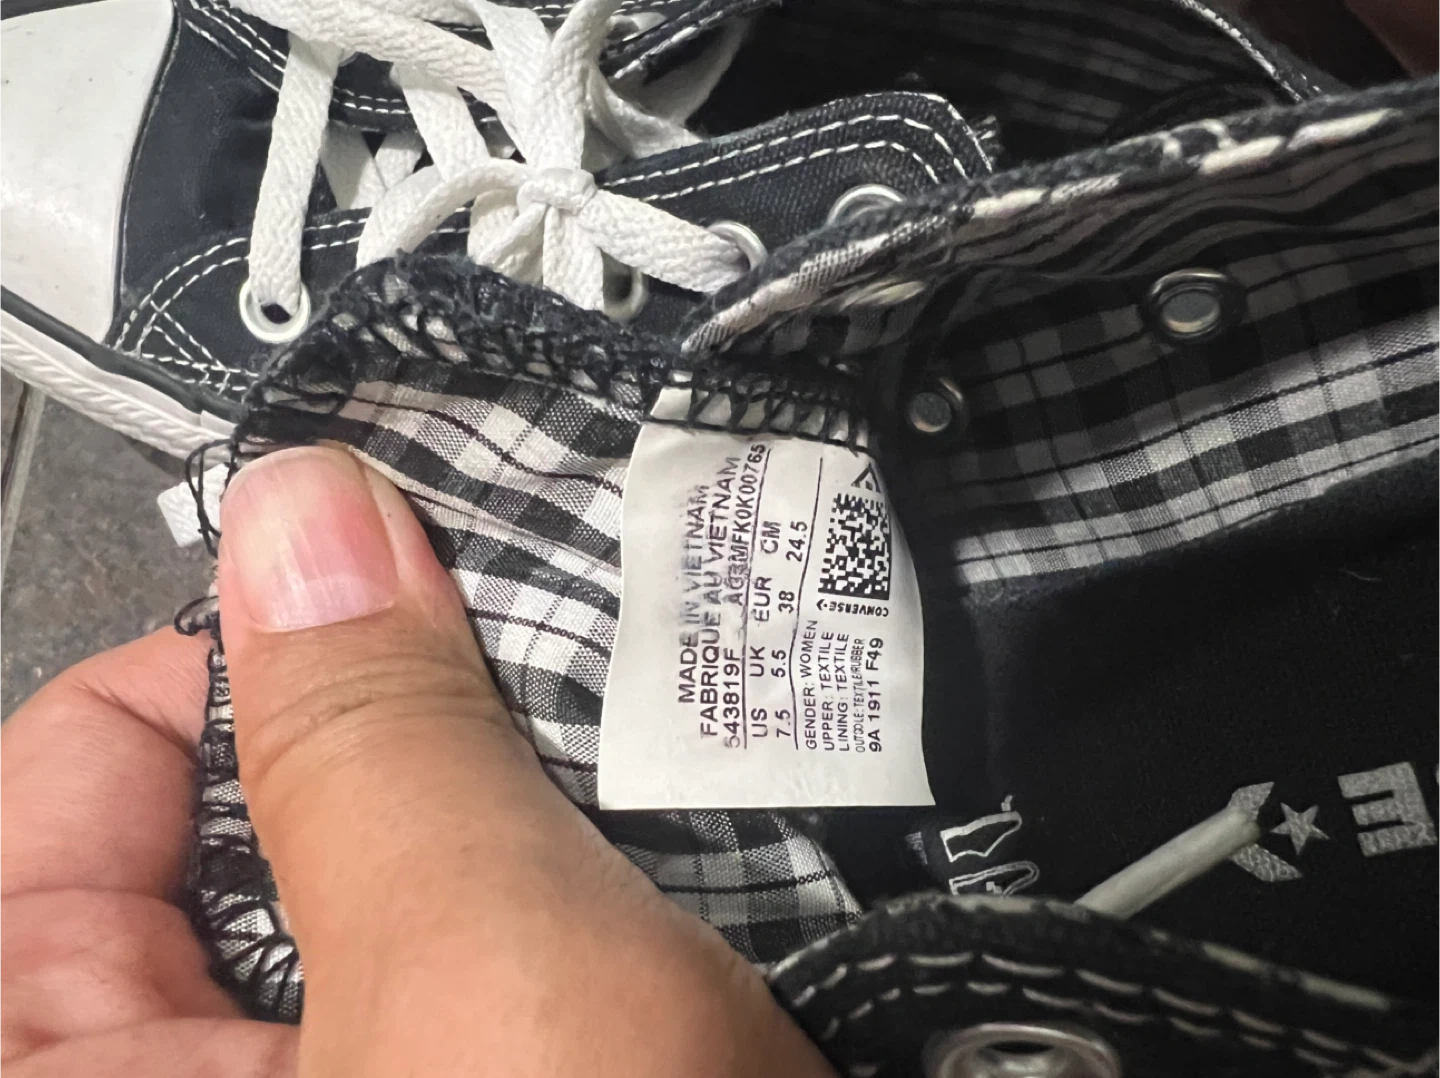 MADE IN VIETNAM
FABRIQUE AU VIETNAM
543819F
US UK EUR CM
7.5 5.5 38 24.5
GENDER: WOMEN
UPPER: TEXTILE
LINING: TEXTILE
OUTSOLE: TEXTILE/RUBBER
9A 1911 F49
CONVERSE